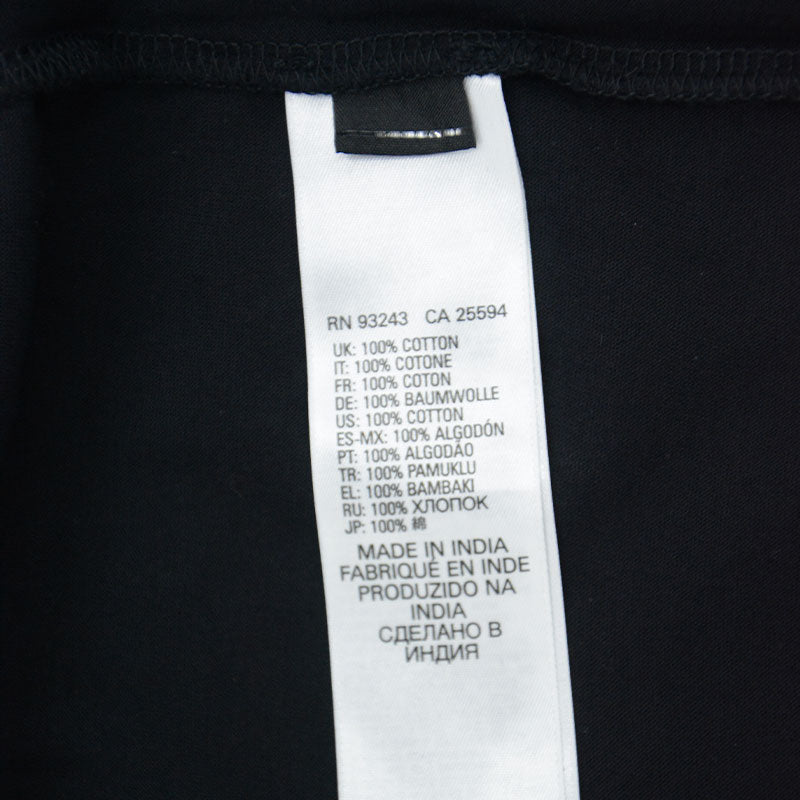 RN 93243 CA 25594
UK: 100% COTTON
IT: 100% COTONE
FR: 100% COTON
DE: 100% BAUMWOLLE
US: 100% COTTON
ES-MX: 100% ALGODÓN
PT: 100% ALGODÃO
TR: 100% PAMUKLU
EL: 100% BAMBAKI
RU: 100% ХЛОПОК
JP: 100% 綿
MADE IN INDIA
FABRIQUÉ EN INDE
PRODUZIDO NA
INDIA
СДЕЛАНО В
ИНДИЯ